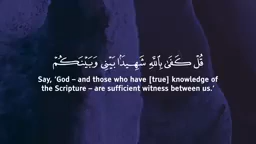 قُلْ كَفَىٰ بِاللَّهِ شَهِيدًا بَيْنِي وَبَيْنَكُمْ
Say, ‘God – and those who have [true] knowledge of
the Scripture – are sufficient witness between us.’